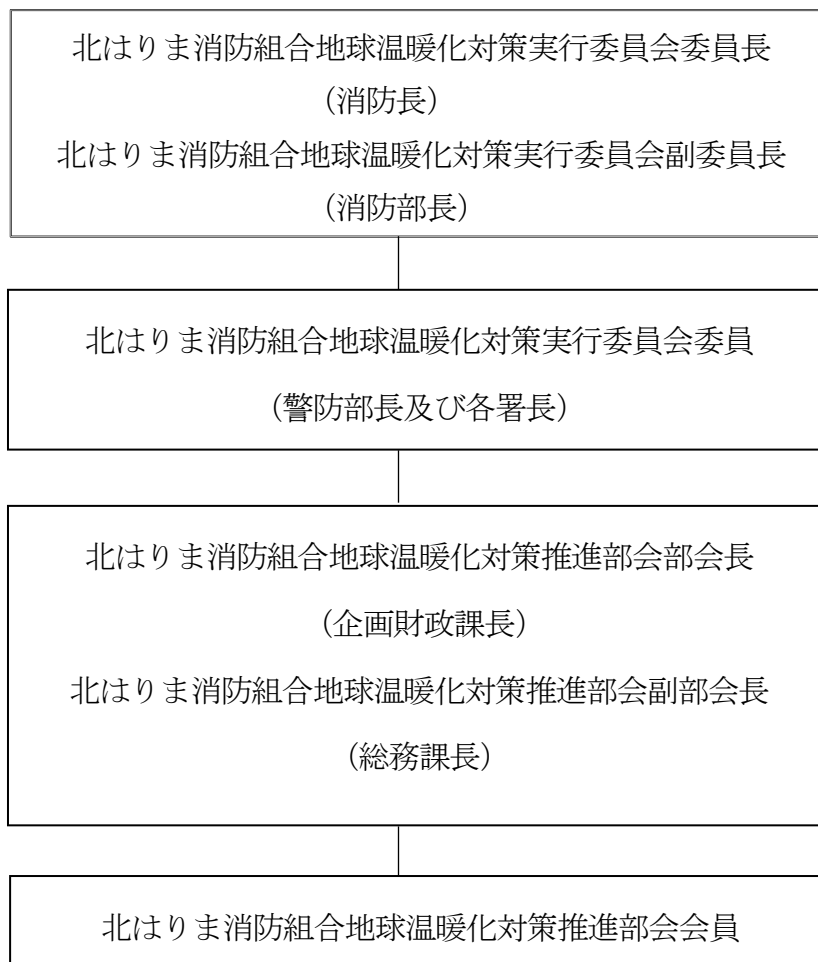 北はりま消防組合地球温暖化対策実行委員会委員長
（消防長）
北はりま消防組合地球温暖化対策実行委員会副委員長
（消防部長）
北はりま消防組合地球温暖化対策実行委員会委員
（警防部長及び各署長）
北はりま消防組合地球温暖化対策推進部会部会長
（企画財政課長）
北はりま消防組合地球温暖化対策推進部会副部会長
（総務課長）
北はりま消防組合地球温暖化対策推進部会会員